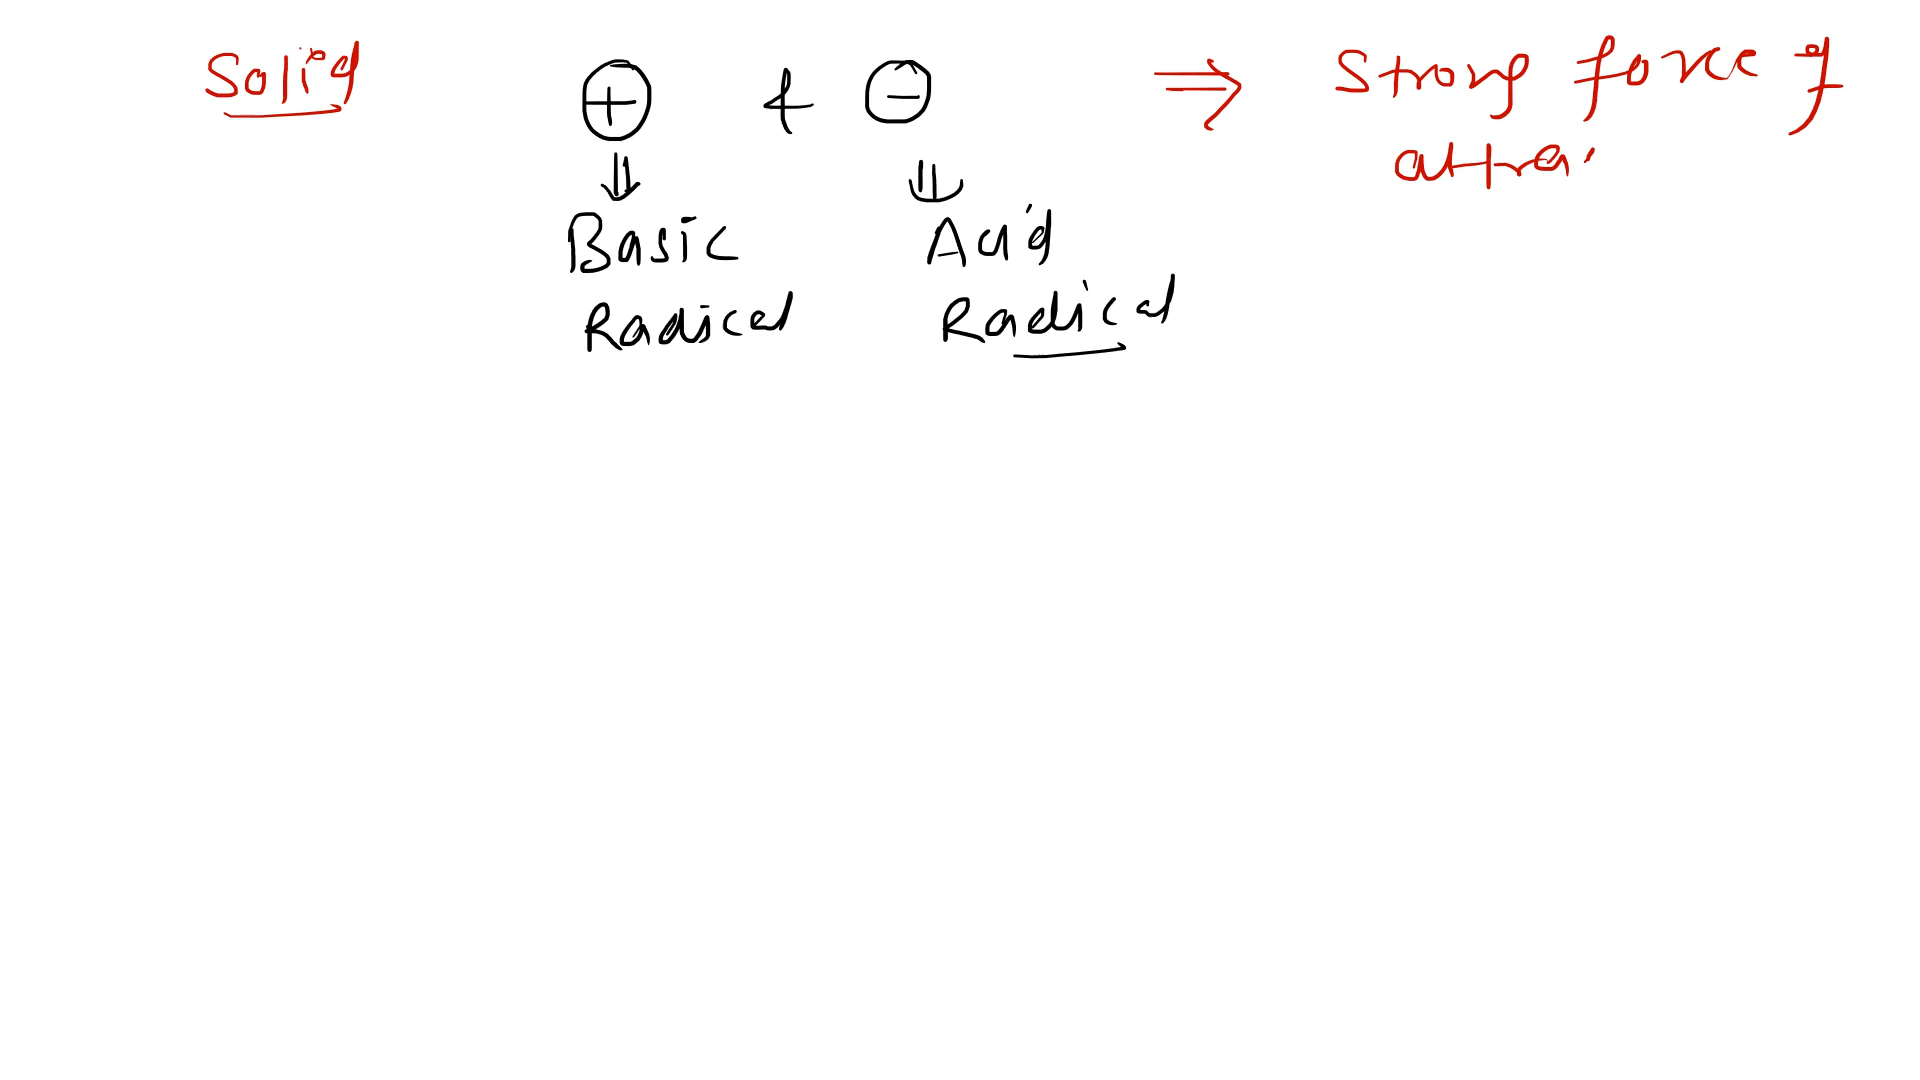 Solid ⊕ & ⊖ ⇒ Strong force of
attra
⇓ ⇓
Basic Acid
Radical Radical